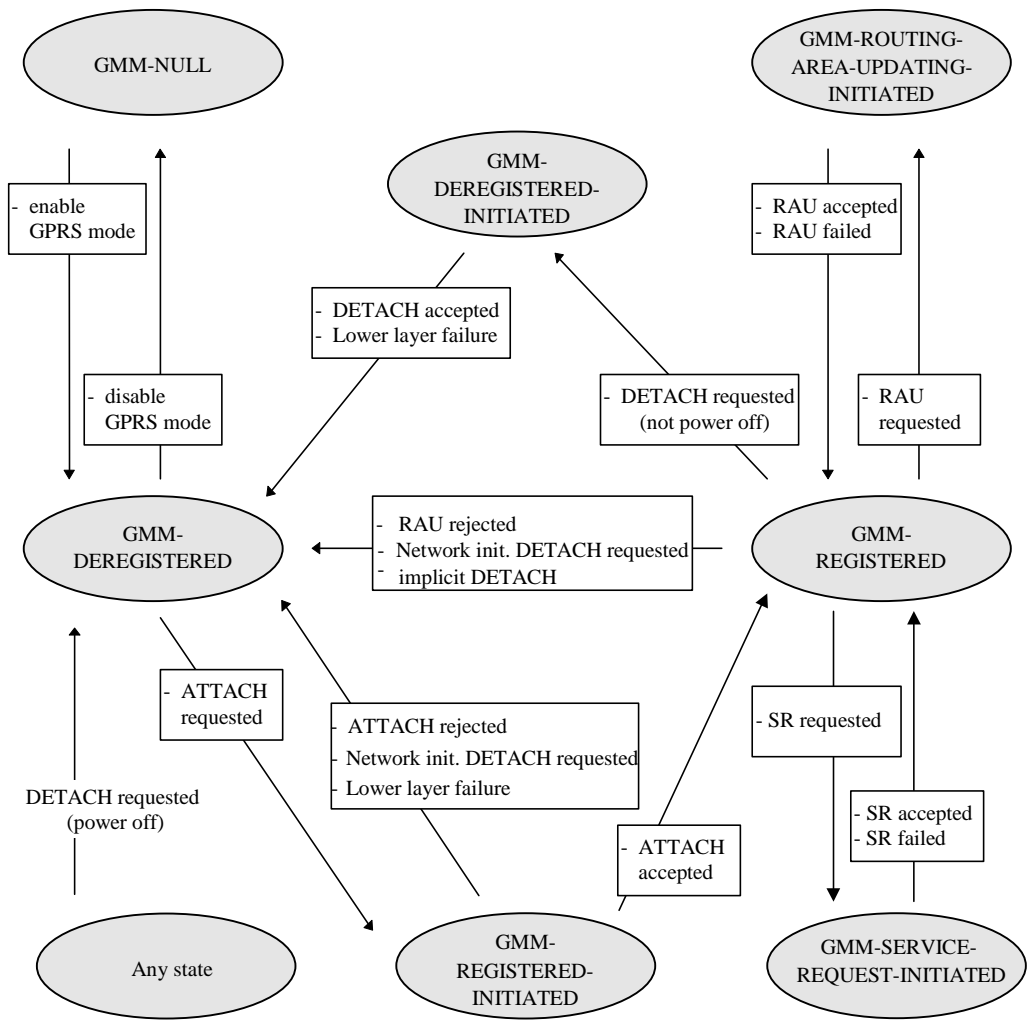 GMM-NULL
GMM-ROUTING-
AREA-UPDATING-
INITIATED
GMM-
DEREGISTERED-
INITIATED
- enable
GPRS mode
- RAU accepted
- RAU failed
- DETACH accepted
- Lower layer failure
- disable
GPRS mode
- DETACH requested
(not power off)
- RAU
requested
GMM-
DEREGISTERED
- RAU rejected
- Network init. DETACH requested
- implicit DETACH
GMM-
REGISTERED
- ATTACH
requested
- ATTACH rejected
- Network init. DETACH requested
- Lower layer failure
- SR requested
DETACH requested
(power off)
- ATTACH
accepted
- SR accepted
- SR failed
Any state
GMM-
REGISTERED-
INITIATED
GMM-SERVICE-
REQUEST-INITIATED